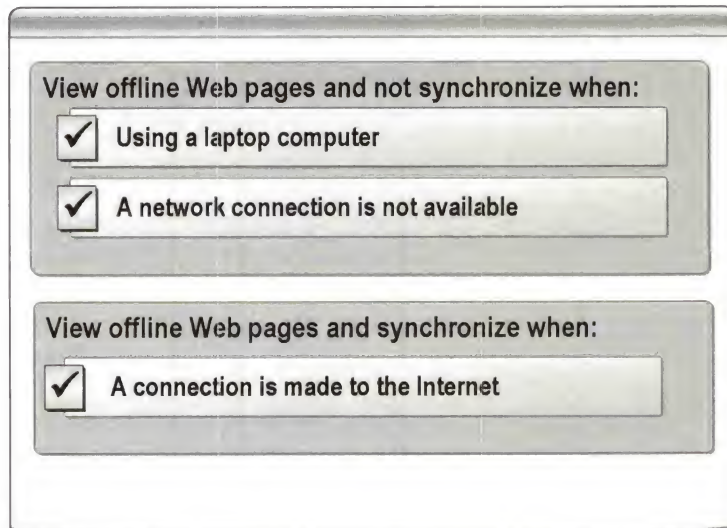 View offline Web pages and not synchronize when:
Using a laptop computer
A network connection is not available
View offline Web pages and synchronize when:
A connection is made to the Internet